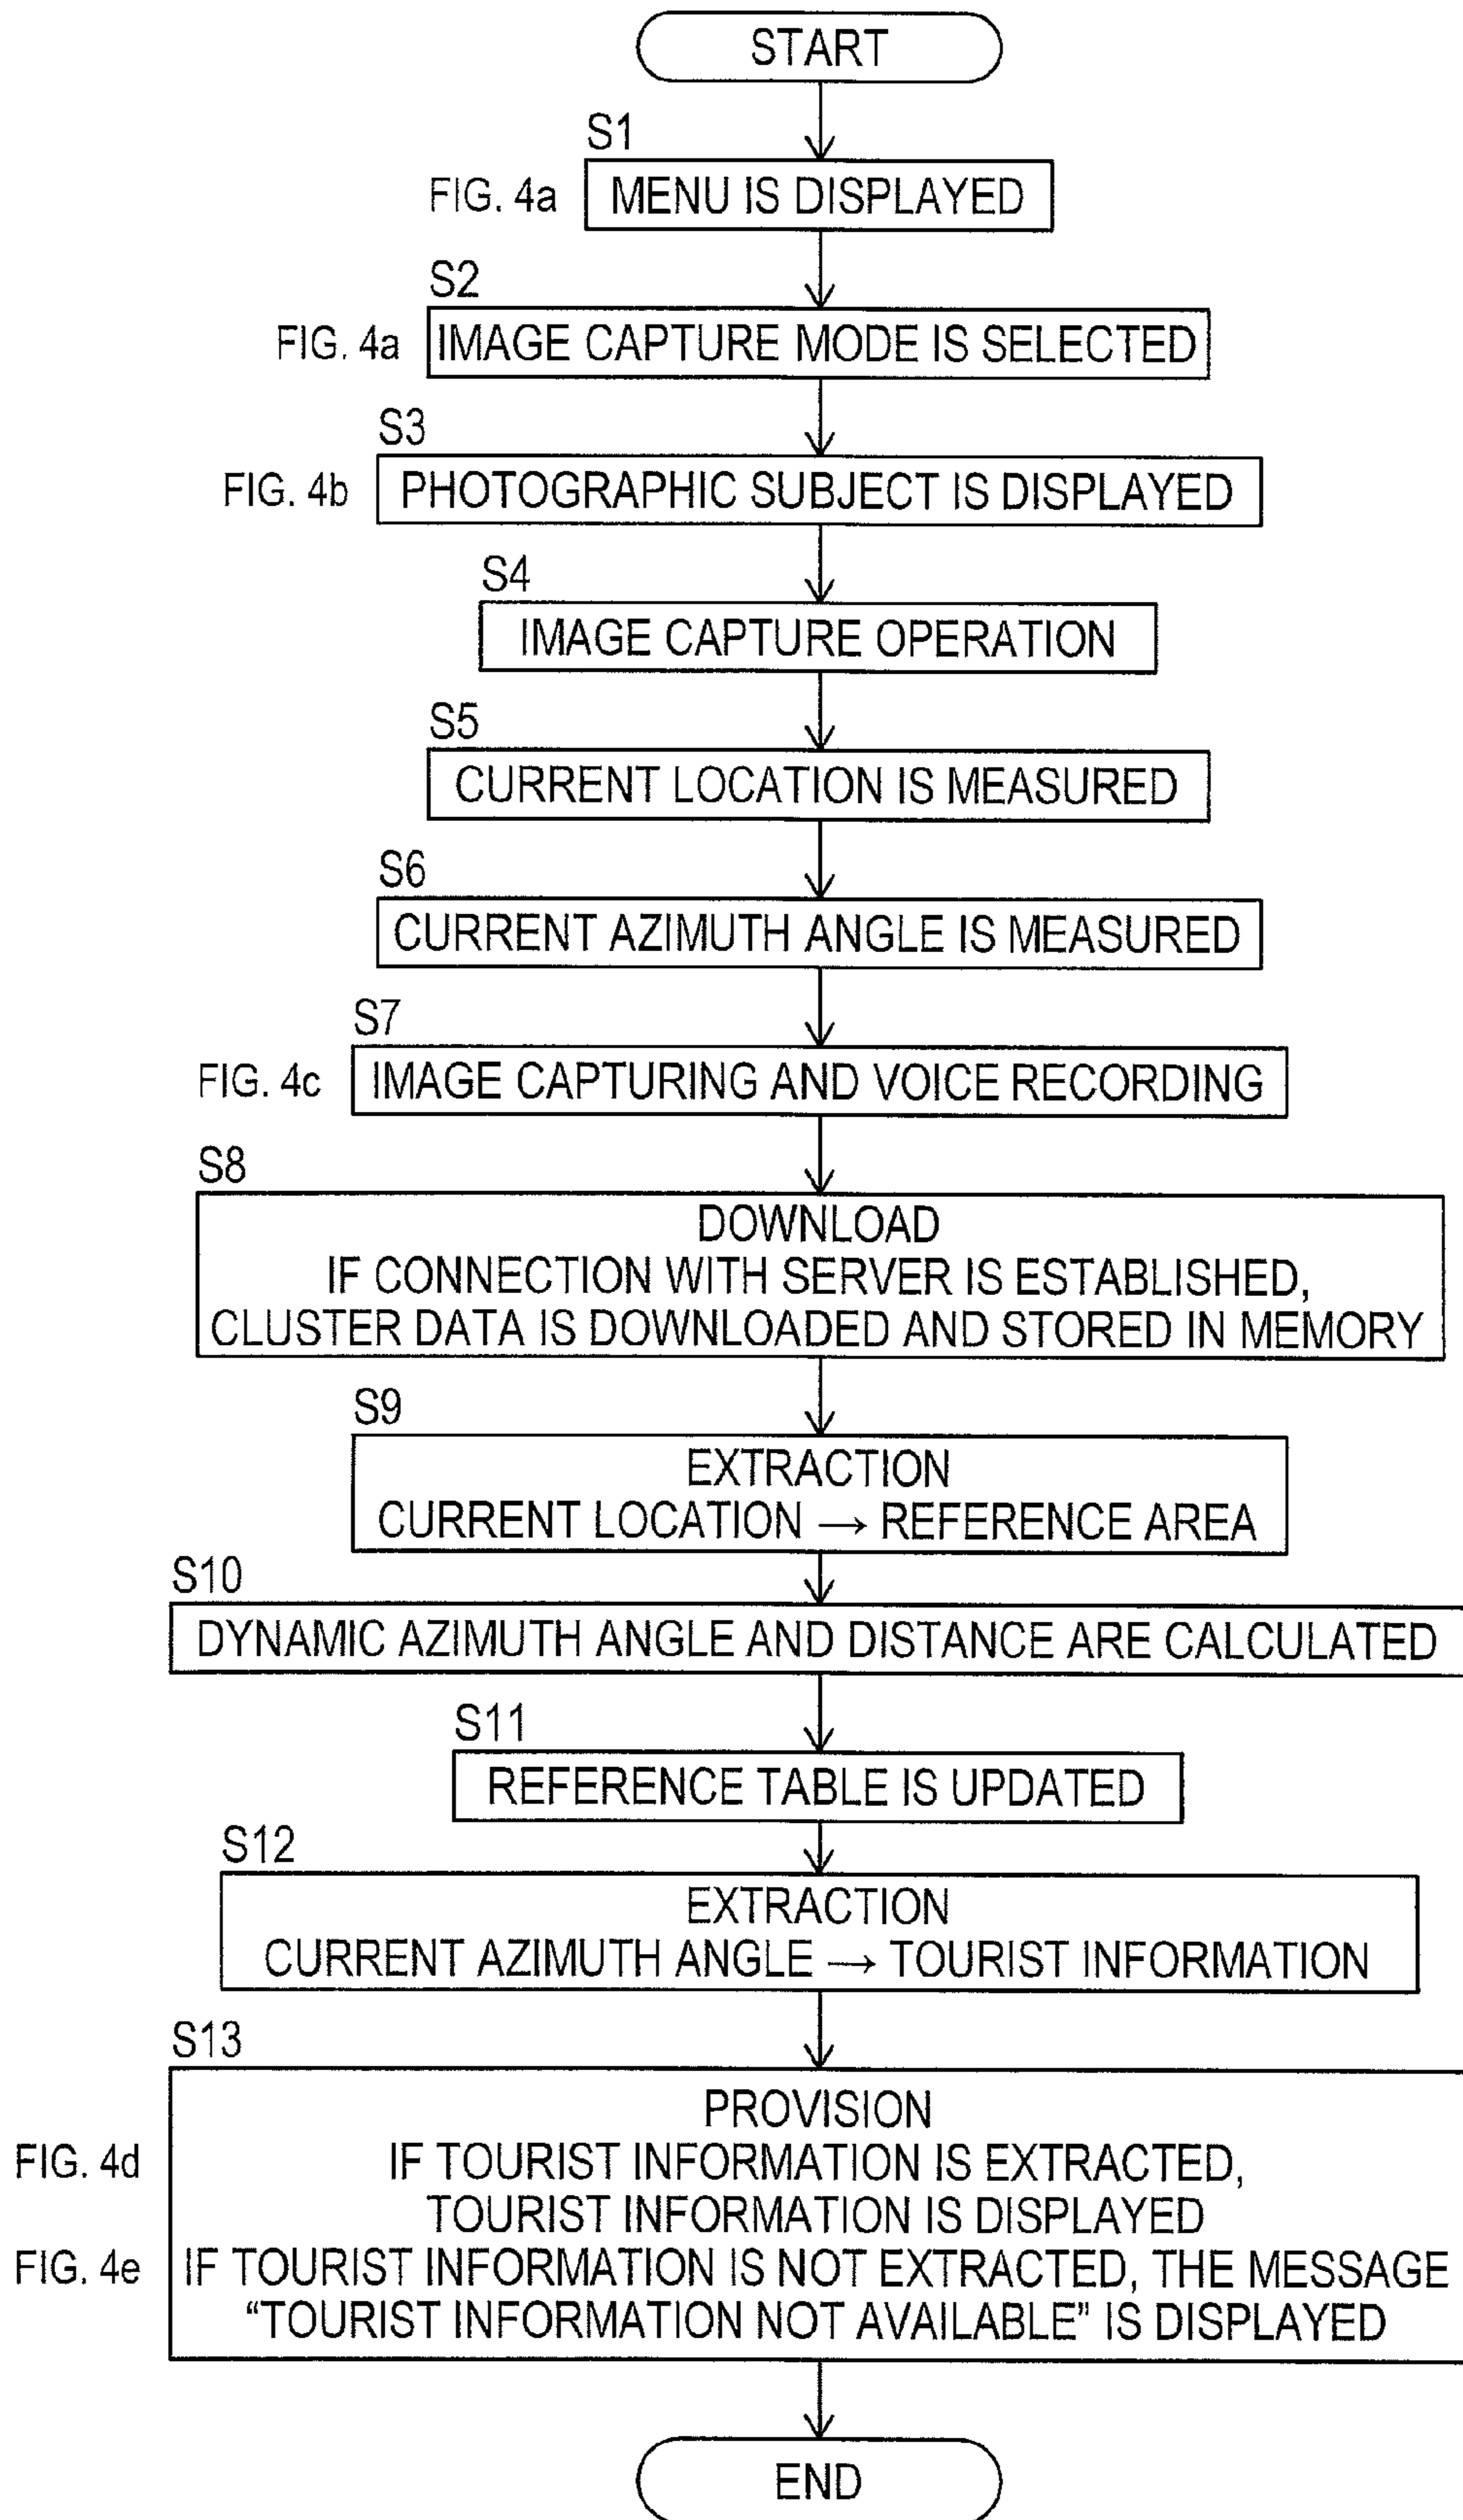 START
S1
FIG. 4a
MENU IS DISPLAYED
S2
FIG. 4a
IMAGE CAPTURE MODE IS SELECTED
S3
FIG. 4b
PHOTOGRAPHIC SUBJECT IS DISPLAYED
S4
IMAGE CAPTURE OPERATION
S5
CURRENT LOCATION IS MEASURED
S6
CURRENT AZIMUTH ANGLE IS MEASURED
S7
FIG. 4c
IMAGE CAPTURING AND VOICE RECORDING
S8
DOWNLOAD
IF CONNECTION WITH SERVER IS ESTABLISHED,
CLUSTER DATA IS DOWNLOADED AND STORED IN MEMORY
S9
EXTRACTION
CURRENT LOCATION → REFERENCE AREA
S10
DYNAMIC AZIMUTH ANGLE AND DISTANCE ARE CALCULATED
S11
REFERENCE TABLE IS UPDATED
S12
EXTRACTION
CURRENT AZIMUTH ANGLE → TOURIST INFORMATION
S13
PROVISION
FIG. 4d
IF TOURIST INFORMATION IS EXTRACTED,
TOURIST INFORMATION IS DISPLAYED
FIG. 4e
IF TOURIST INFORMATION IS NOT EXTRACTED, THE MESSAGE
“TOURIST INFORMATION NOT AVAILABLE” IS DISPLAYED
END